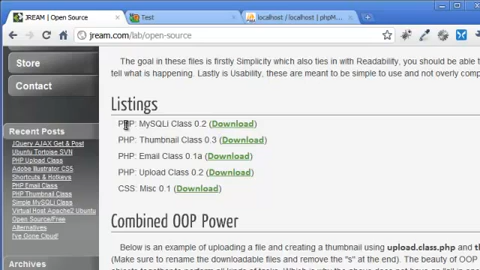 JREAM | Open Source
Test
localhost / localhost | phpM
jream.com/lab/open-source
Store
Contact
Recent Posts
jQuery AJAX Get & Post
Ubuntu Tortoise SVN
PHP Upload Class
Adobe Illustrator CS5
Shortcuts & Hotkeys
PHP Email Class
PHP Thumbnail Class
Simple MySQLi Class
Virtual Host Apache2 Ubuntu
Open Source/Free
Alternatives
I've Gone Cuil!
Archives
The goal in these files is firstly Simplicity which also ties in with Readability, you should be able t
tell what is happening. Lastly is Usability, these are meant to be simple to use and not overly comp
Listings
PHP: MySQLi Class 0.2 (Download)
PHP: Thumbnail Class 0.3 (Download)
PHP: Email Class 0.1a (Download)
PHP: Upload Class 0.2 (Download)
CSS: Misc 0.1 (Download)
Combined OOP Power
Below is an example of uploading a file and creating a thumbnail using upload.class.php and th
(Make sure to rename the downloadable files and remove the "s" at the end). The beauty of OOP